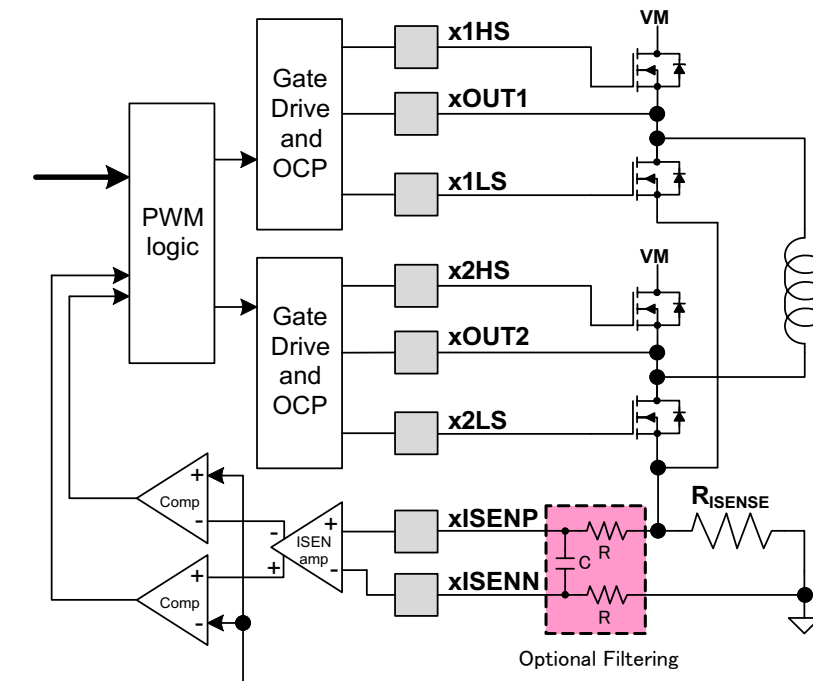 VM
x1HS
Gate
Drive
and
OCP
xOUT1
x1LS
PWM
logic
VM
x2HS
Gate
Drive
and
OCP
xOUT2
x2LS
+
Comp
-
+
Comp
-
-
+
ISEN
amp
+
-
xISENP
xISENN
R
C
R
RISENSE
Optional Filtering